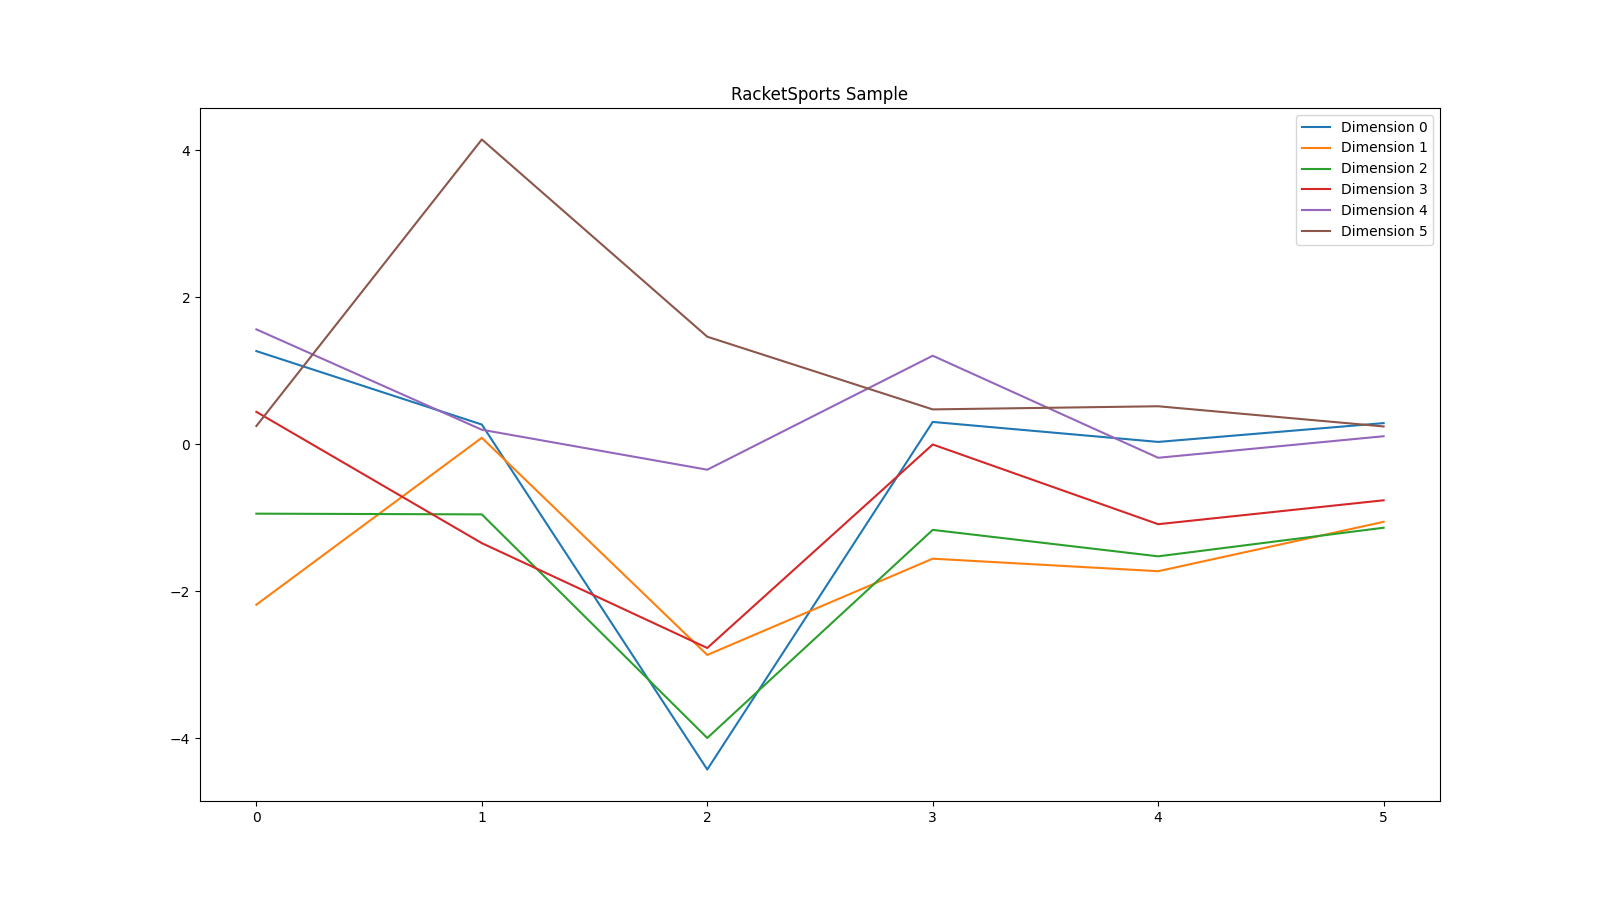 RacketSports Sample
Dimension 0
Dimension 1
Dimension 2
Dimension 3
Dimension 4
Dimension 5
4
2
0
−2
−4
0 1 2 3 4 5